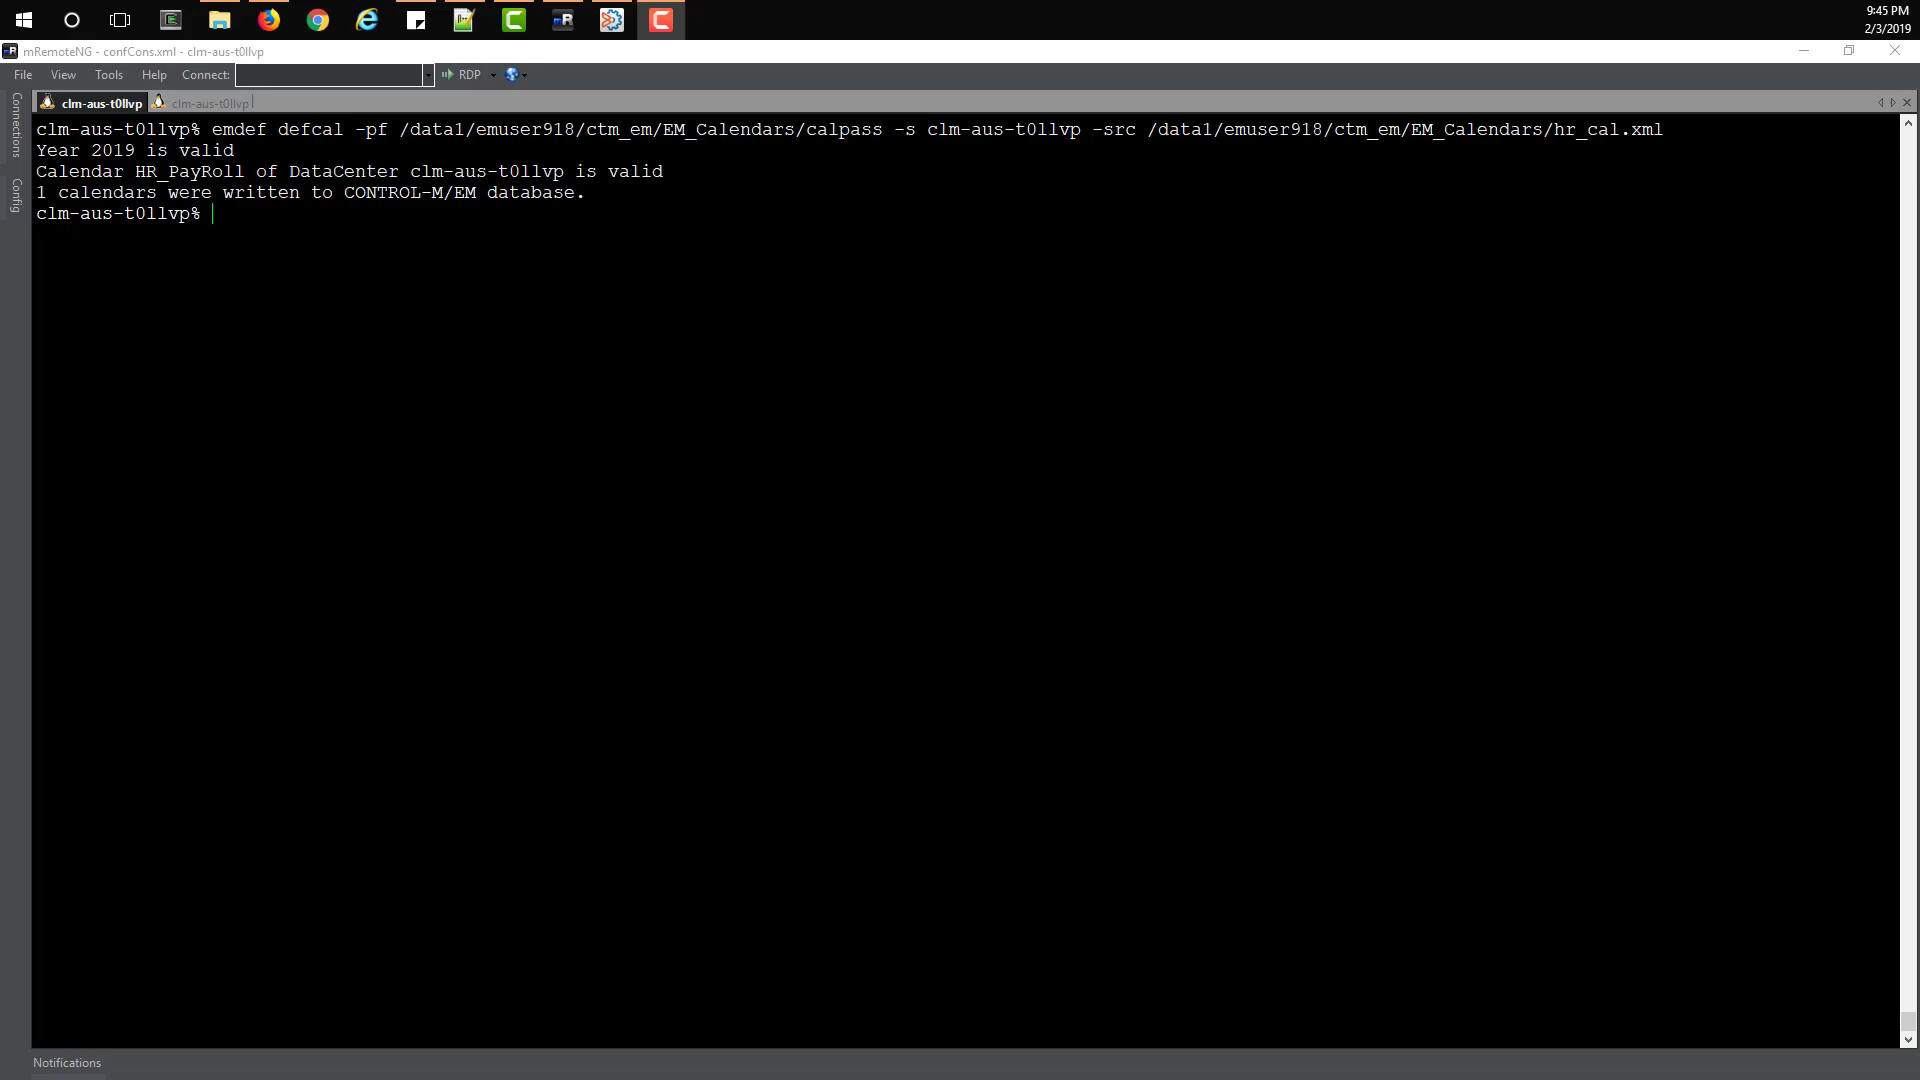 9:45 PM
2/3/2019
mRemoteNG - confCons.xml - clm-aus-t0llvp
File View Tools Help Connect: RDP
Connections
Config
clm-aus-t0llvp clm-aus-t0llvp
clm-aus-t0llvp% emdef defcal -pf /data1/emuser918/ctm_em/EM_Calendars/calpass -s clm-aus-t0llvp -src /data1/emuser918/ctm_em/EM_Calendars/hr_cal.xml
Year 2019 is valid
Calendar HR_PayRoll of DataCenter clm-aus-t0llvp is valid
1 calendars were written to CONTROL-M/EM database.
clm-aus-t0llvp%
Notifications